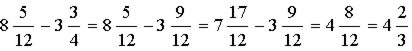 8 5/12 − 3 3/4 = 8 5/12 − 3 9/12 = 7 17/12 − 3 9/12 = 4 8/12 = 4 2/3